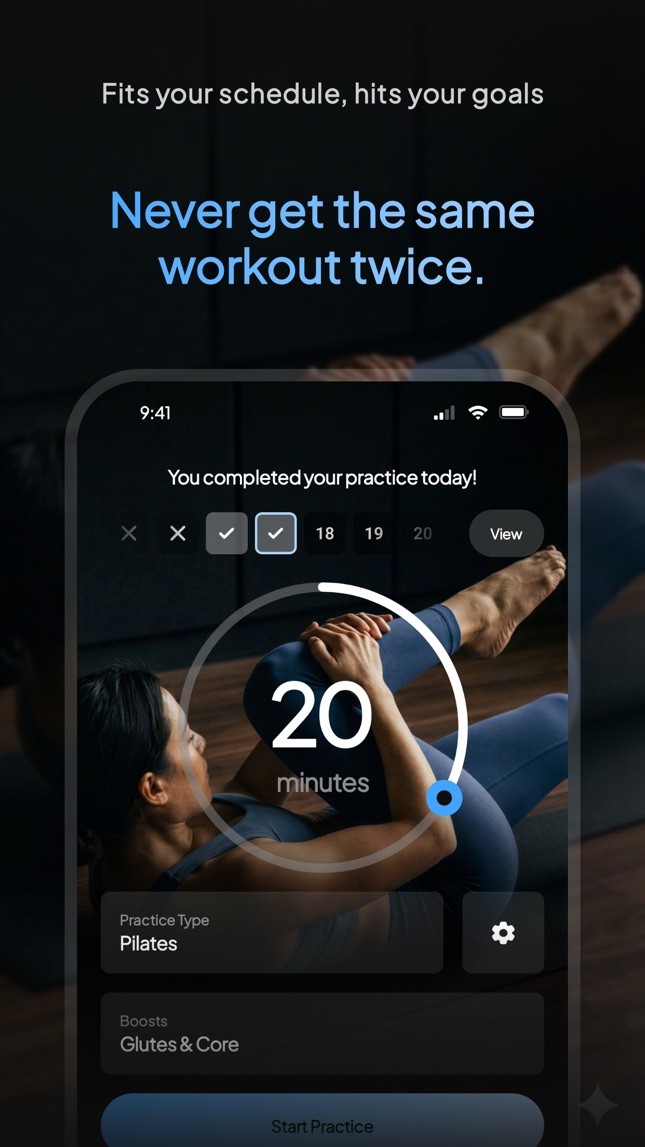 Fits your schedule, hits your goals
Never get the same
workout twice.
9:41
You completed your practice today!
18 19 20 View
20
minutes
Practice Type
Pilates
Boosts
Glutes & Core
Start Practice